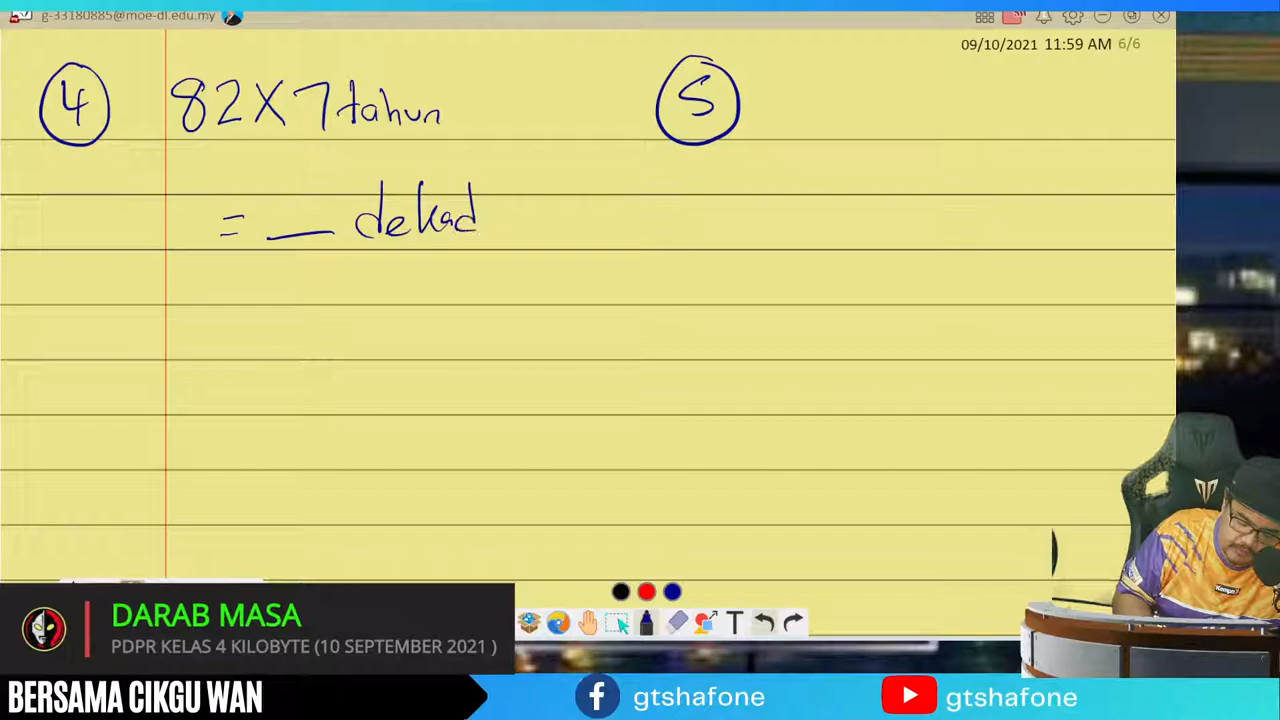 g-33180885@moe-dl.edu.my
09/10/2021 11:59 AM 6/6
4 82 X 7 tahun
= __ dekad
5
T
DARAB MASA
PDPR KELAS 4 KILOBYTE (10 SEPTEMBER 2021 )
BERSAMA CIKGU WAN
gtshafone
gtshafone